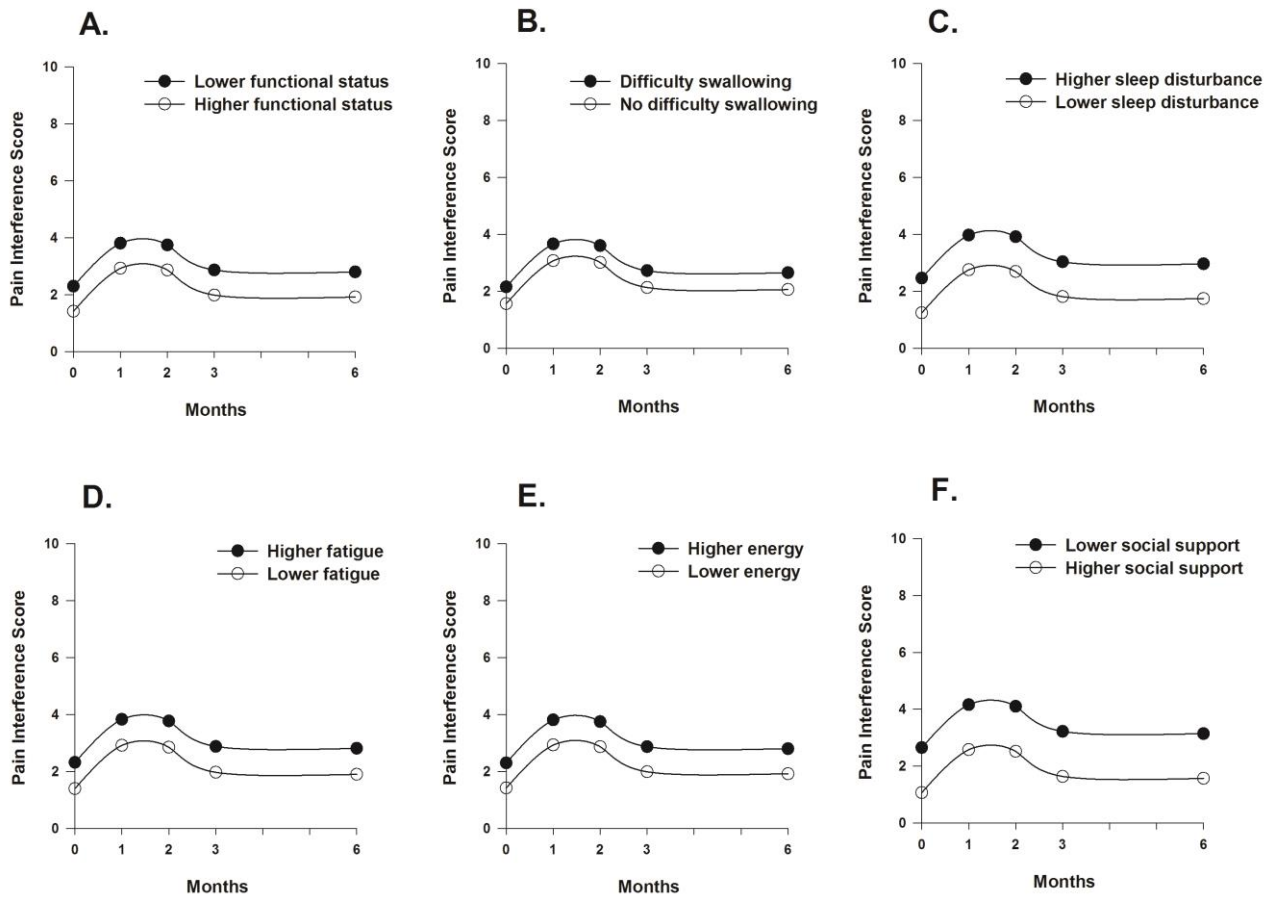 A.
Lower functional status
Higher functional status
Pain Interference Score
10
8
6
4
2
0
0 1 2 3 6
Months
B.
Difficulty swallowing
No difficulty swallowing
Pain Interference Score
10
8
6
4
2
0
0 1 2 3 6
Months
C.
Higher sleep disturbance
Lower sleep disturbance
Pain Interference Score
10
8
6
4
2
0
0 1 2 3 6
Months
D.
Higher fatigue
Lower fatigue
Pain Interference Score
10
8
6
4
2
0
0 1 2 3 6
Months
E.
Higher energy
Lower energy
Pain Interference Score
10
8
6
4
2
0
0 1 2 3 6
Months
F.
Lower social support
Higher social support
Pain Interference Score
10
8
6
4
2
0
0 1 2 3 6
Months